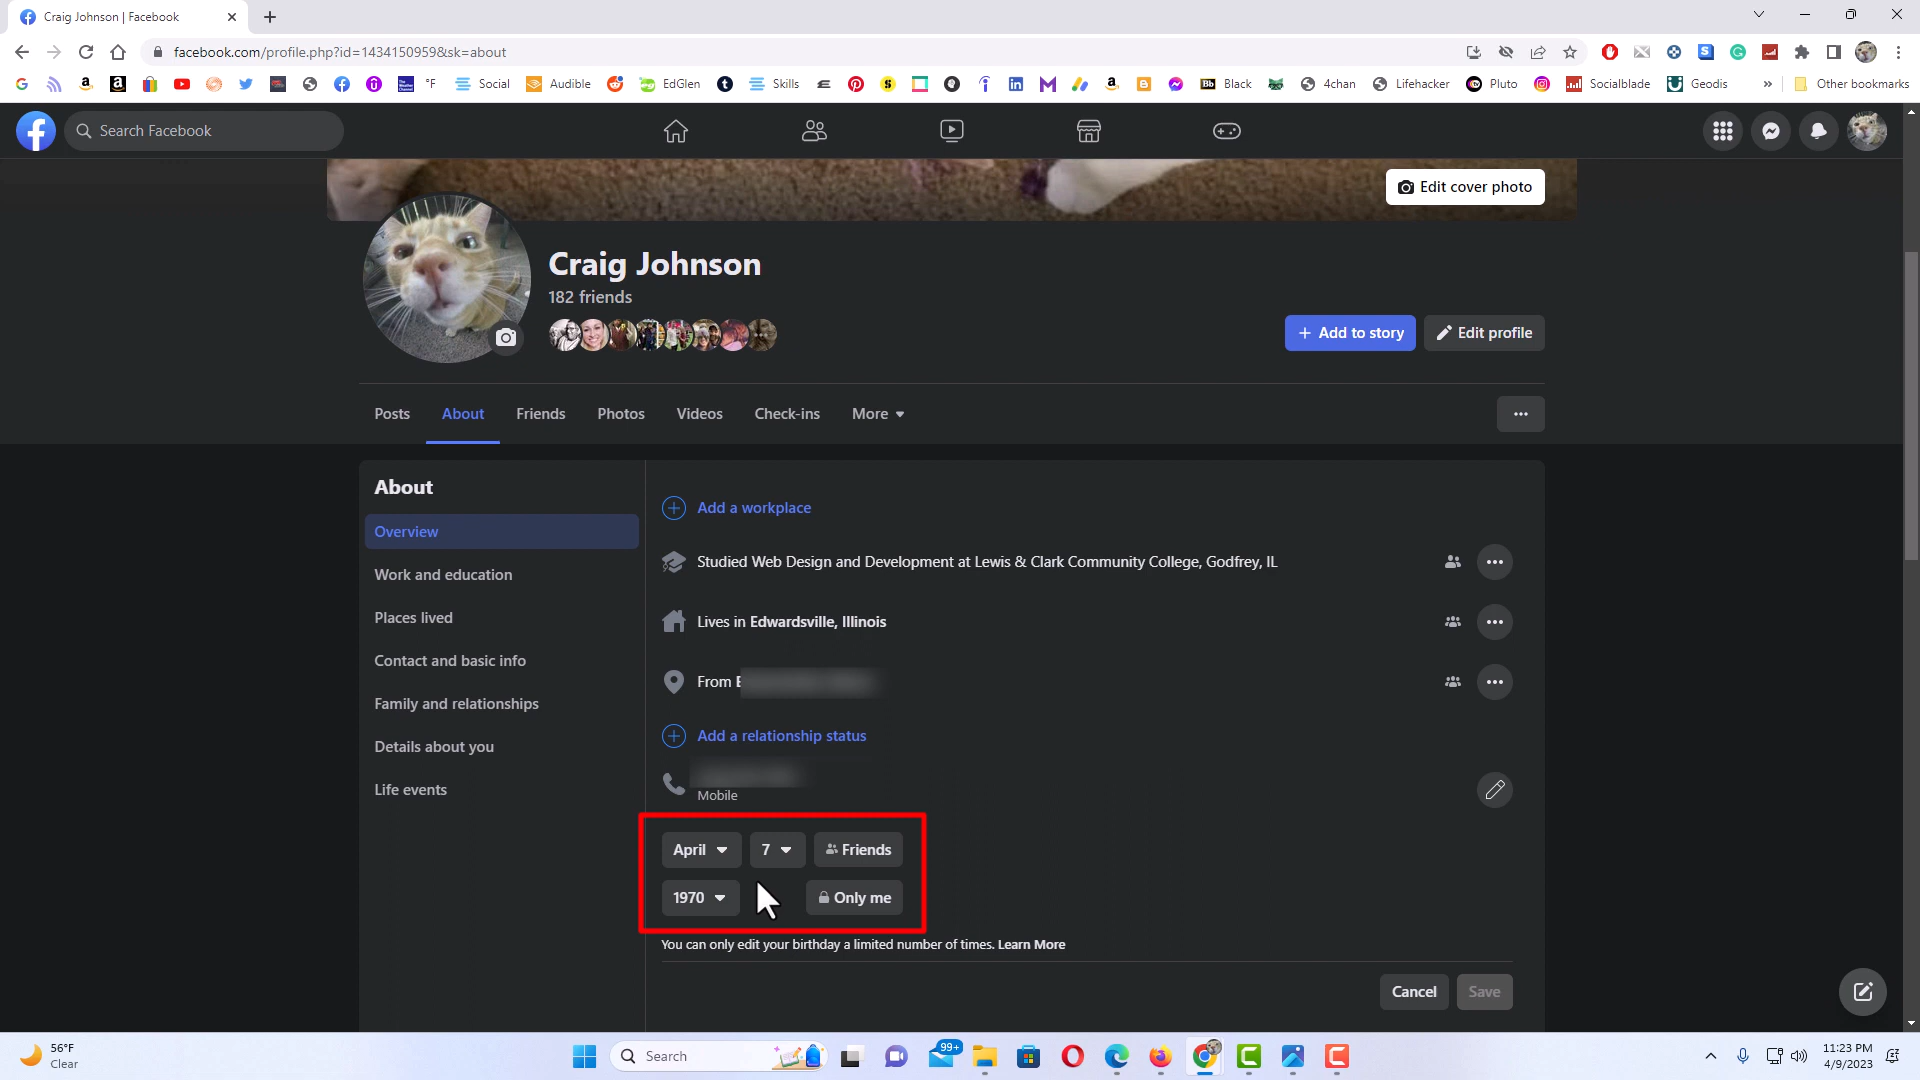 Craig Johnson | Facebook
facebook.com/profile.php?id=1434150959&sk=about
°F
Social
Audible
EdGlen
Skills
Black
4chan
Lifehacker
Pluto
Socialblade
Geodis
»
Other bookmarks
Search Facebook
Edit cover photo
Craig Johnson
182 friends
+ Add to story
Edit profile
Posts
About
Friends
Photos
Videos
Check-ins
More
About
Overview
Work and education
Places lived
Contact and basic info
Family and relationships
Details about you
Life events
Add a workplace
Studied Web Design and Development at Lewis & Clark Community College, Godfrey, IL
Lives in Edwardsville, Illinois
From
Add a relationship status
Mobile
April
7
Friends
1970
Only me
You can only edit your birthday a limited number of times. Learn More
Cancel
Save
56°F
Clear
Search
99+
11:23 PM
4/9/2023